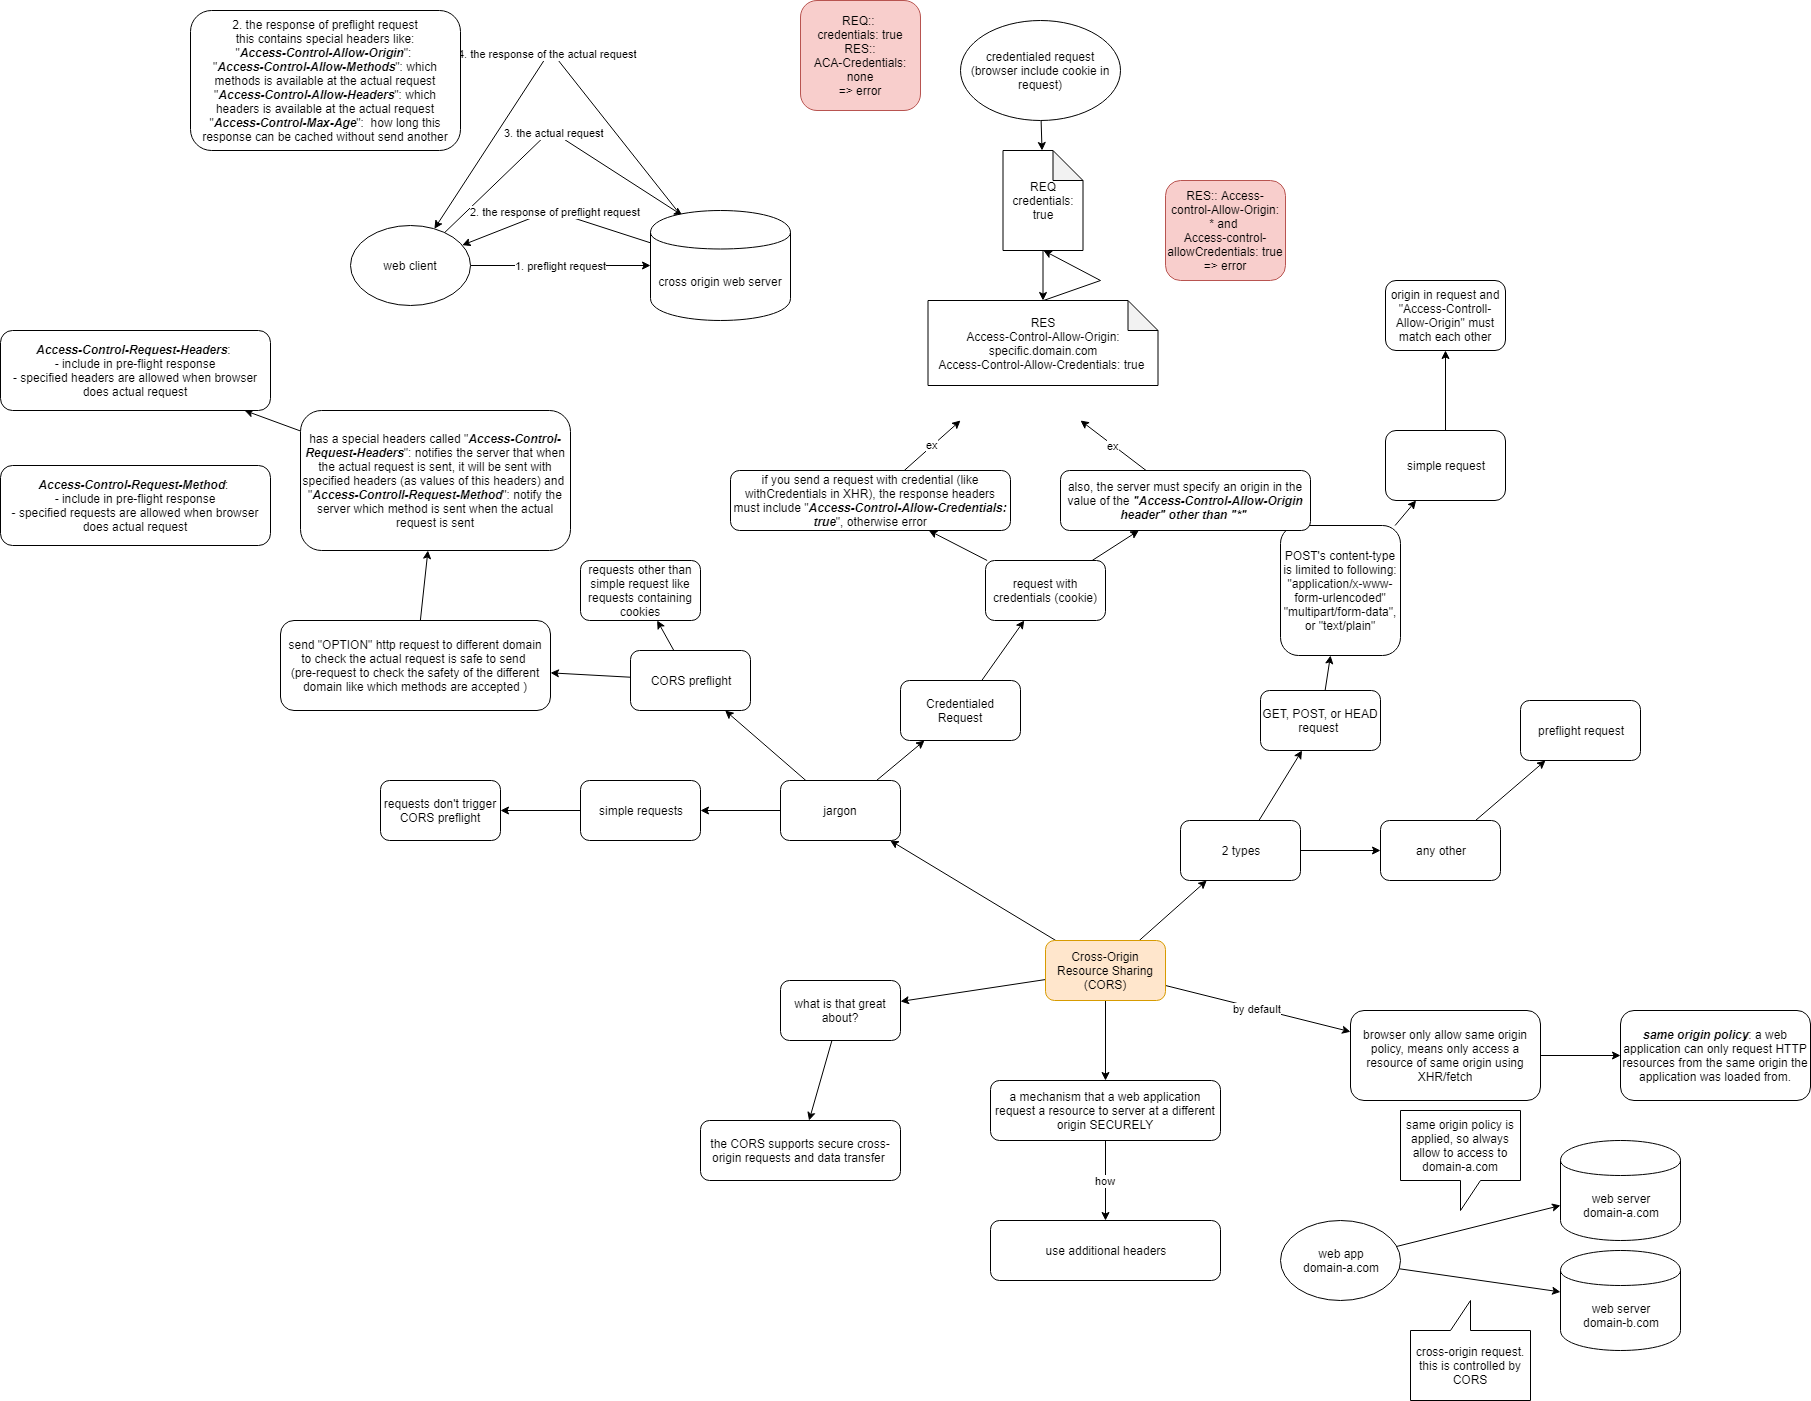 2. the response of preflight request
this contains special headers like:
"Access-Control-Allow-Origin":
"Access-Control-Allow-Methods": which
methods is available at the actual request
"Access-Control-Allow-Headers": which
headers is available at the actual request
"Access-Control-Max-Age":  how long this
response can be cached without send another
4. the response of the actual request
3. the actual request
2. the response of preflight request
1. preflight request
web client
cross origin web server
REQ::
credentials: true
RES::
ACA-Credentials:
none
=> error
credentialed request
(browser include cookie in
request)
REQ
credentials:
true
RES:: Access-
control-Allow-Origin:
* and
Access-control-
allowCredentials: true
=> error
RES
Access-Control-Allow-Origin:
specific.domain.com
Access-Control-Allow-Credentials: true
origin in request and
"Access-Controll-
Allow-Origin" must
match each other
simple request
Access-Control-Request-Headers:
- include in pre-flight response
- specified headers are allowed when browser
does actual request
Access-Control-Request-Method:
- include in pre-flight response
- specified requests are allowed when browser
does actual request
has a special headers called "Access-Control-
Request-Headers": notifies the server that when
the actual request is sent, it will be sent with
specified headers (as values of this headers) and
"Access-Controll-Request-Method": notify the
server which method is sent when the actual
request is sent
ex
ex
if you send a request with credential (like
withCredentials in XHR), the response headers
must include "Access-Control-Allow-Credentials:
true", otherwise error
also, the server must specify an origin in the
value of the "Access-Control-Allow-Origin
header" other than "*"
POST's content-type
is limited to following:
"application/x-www-
form-urlencoded"
"multipart/form-data",
or "text/plain"
requests other than
simple request like
requests containing
cookies
request with
credentials (cookie)
send "OPTION" http request to different domain
to check the actual request is safe to send
(pre-request to check the safety of the different
domain like which methods are accepted )
CORS preflight
Credentialed
Request
GET, POST, or HEAD
request
preflight request
requests don't trigger
CORS preflight
simple requests
jargon
2 types
any other
Cross-Origin
Resource Sharing
(CORS)
what is that great
about?
the CORS supports secure cross-
origin requests and data transfer
a mechanism that a web application
request a resource to server at a different
origin SECURELY
how
use additional headers
by default
browser only allow same origin
policy, means only access a
resource of same origin using
XHR/fetch
same origin policy: a web
application can only request HTTP
resources from the same origin the
application was loaded from.
same origin policy is
applied, so always
allow to access to
domain-a.com
web app
domain-a.com
web server
domain-a.com
web server
domain-b.com
cross-origin request.
this is controlled by
CORS